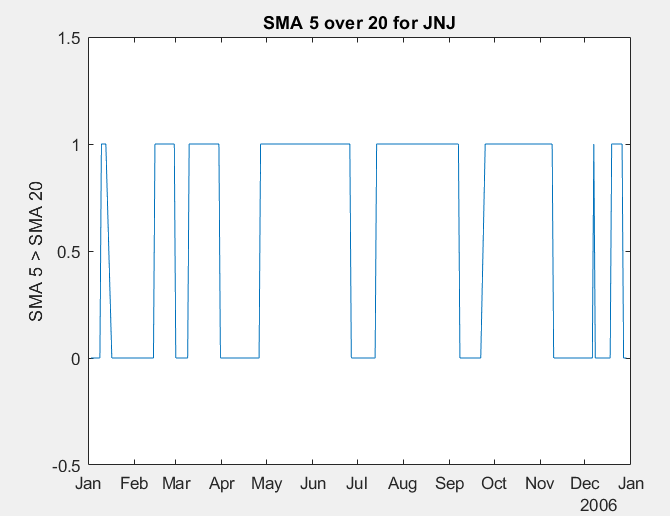 SMA 5 over 20 for JNJ
1.5
1
0.5
0
-0.5
SMA 5 > SMA 20
Jan Feb Mar Apr May Jun Jul Aug Sep Oct Nov Dec Jan
2006